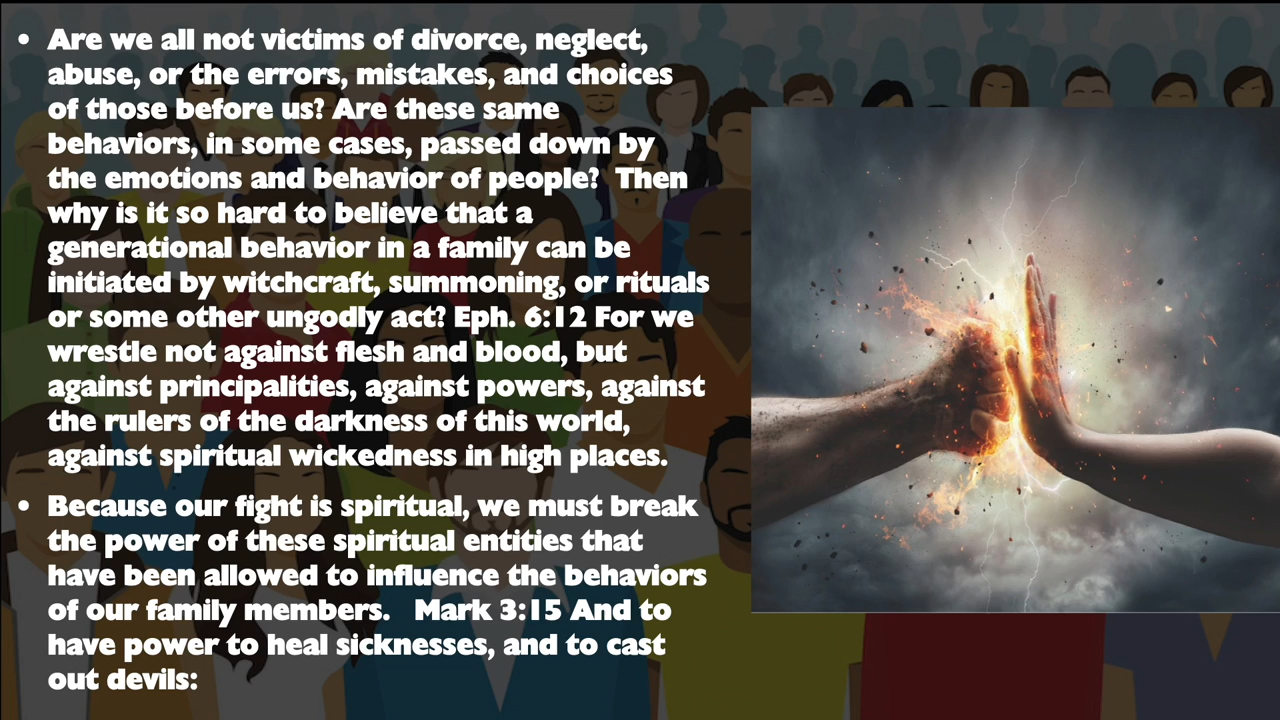 • Are we all not victims of divorce, neglect,
abuse, or the errors, mistakes, and choices
of those before us? Are these same
behaviors, in some cases, passed down by
the emotions and behavior of people?  Then
why is it so hard to believe that a
generational behavior in a family can be
initiated by witchcraft, summoning, or rituals
or some other ungodly act? Eph. 6:12 For we
wrestle not against flesh and blood, but
against principalities, against powers, against
the rulers of the darkness of this world,
against spiritual wickedness in high places.
• Because our fight is spiritual, we must break
the power of these spiritual entities that
have been allowed to influence the behaviors
of our family members.   Mark 3:15 And to
have power to heal sicknesses, and to cast
out devils: